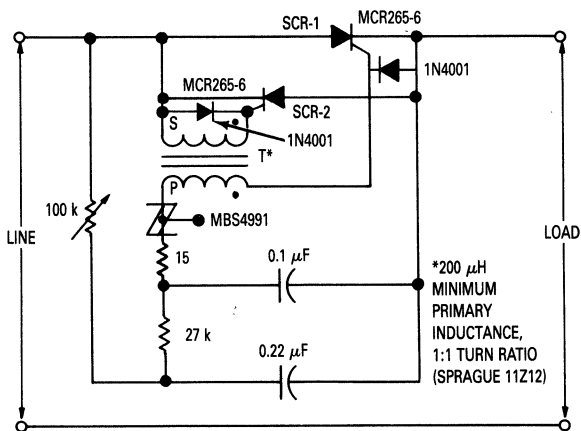 SCR-1
MCR265-6
1N4001
MCR265-6
SCR-2
S
1N4001
T*
P
100 k
MBS4991
LINE
15
0.1 μF
LOAD
*200 μH
MINIMUM
PRIMARY
INDUCTANCE,
1:1 TURN RATIO
(SPRAGUE 11Z12)
27 k
0.22 μF